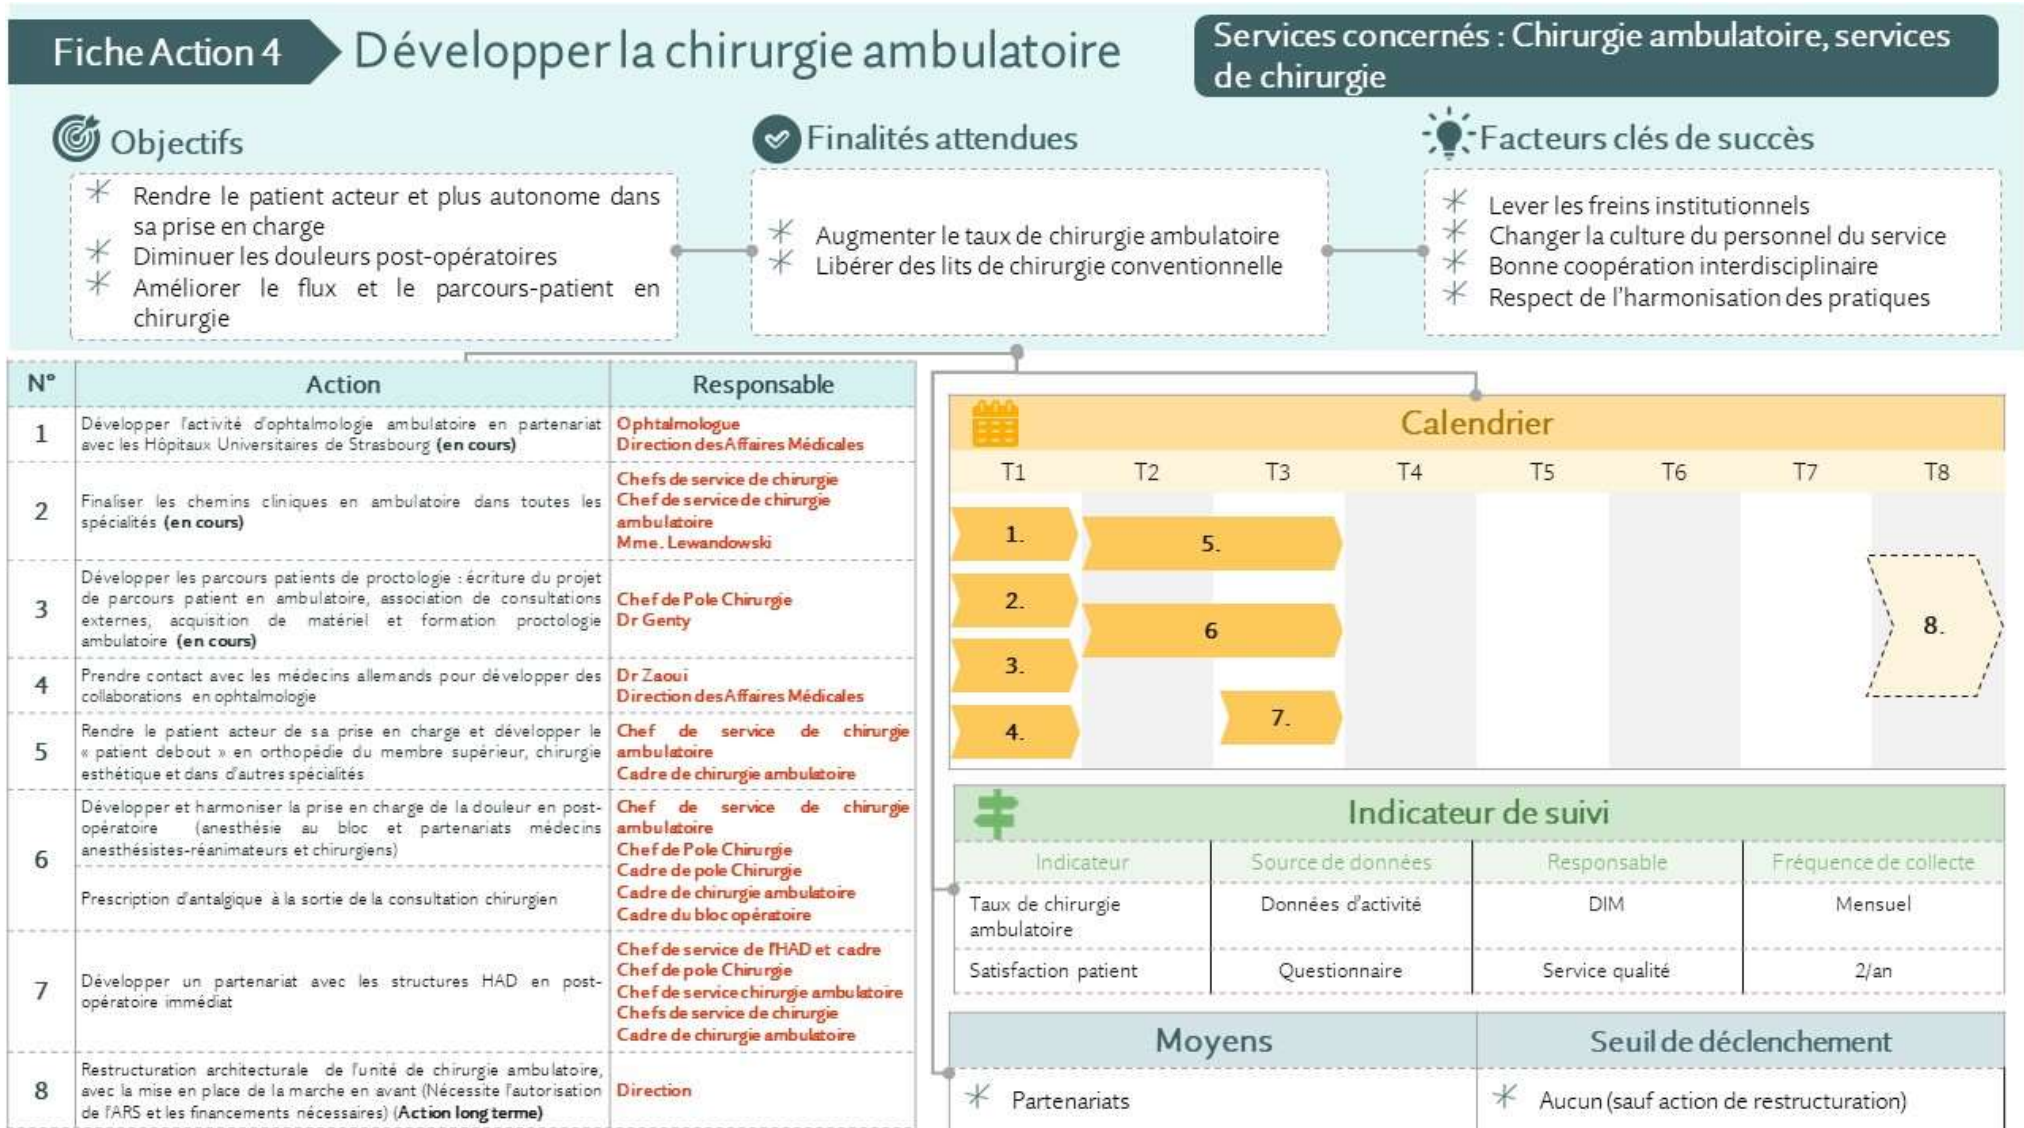 Fiche Action 4
Développer la chirurgie ambulatoire
Services concernés : Chirurgie ambulatoire, services
de chirurgie
Objectifs
Rendre le patient acteur et plus autonome dans
sa prise en charge
Diminuer les douleurs post-opératoires
Améliorer le flux et le parcours-patient en
chirurgie
Finalités attendues
Augmenter le taux de chirurgie ambulatoire
Libérer des lits de chirurgie conventionnelle
Facteurs clés de succès
Lever les freins institutionnels
Changer la culture du personnel du service
Bonne coopération interdisciplinaire
Respect de l'harmonisation des pratiques
N° Action Responsable
1
Développer l'activité d'ophtalmologie ambulatoire en partenariat
avec les Hôpitaux Universitaires de Strasbourg (en cours)
Ophtalmologue
Direction des Affaires Médicales
2
Finaliser les chemins cliniques en ambulatoire dans toutes les
spécialités (en cours)
Chefs de service de chirurgie
Chef de service de chirurgie
ambulatoire
Mme. Lewandowski
3
Développer les parcours patients de proctologie : écriture du projet
de parcours patient en ambulatoire, association de consultations
externes, acquisition de matériel et formation proctologie
ambulatoire (en cours)
Chef de Pole Chirurgie
Dr Genty
4
Prendre contact avec les médecins allemands pour développer des
collaborations en ophtalmologie
Dr Zaoui
Direction des Affaires Médicales
5
Rendre le patient acteur de sa prise en charge et développer le
« patient debout » en orthopédie du membre supérieur, chirurgie
esthétique et dans d'autres spécialités
Chef de service de chirurgie
ambulatoire
Cadre de chirurgie ambulatoire
6
Développer et harmoniser la prise en charge de la douleur en post-
opératoire (anesthésie au bloc et partenariats médecins
anesthésistes-réanimateurs et chirurgiens)
Prescription d'antalgique à la sortie de la consultation chirurgien
Chef de service de chirurgie
ambulatoire
Chef de Pole Chirurgie
Cadre de pole Chirurgie
Cadre de chirurgie ambulatoire
Cadre du bloc opératoire
7
Développer un partenariat avec les structures HAD en post-
opératoire immédiat
Chef de service de l'HAD et cadre
Chef de pole Chirurgie
Chef de service chirurgie ambulatoire
Chefs de service de chirurgie
Cadre de chirurgie ambulatoire
8
Restructuration architecturale de l'unité de chirurgie ambulatoire,
avec la mise en place de la marche en avant (Nécessite l'autorisation
de l'ARS et les financements nécessaires) (Action long terme)
Direction
Calendrier
T1 T2 T3 T4 T5 T6 T7 T8
1.
5.
2.
6
8.
3.
7.
4.
Indicateur de suivi
Indicateur Source de données Responsable Fréquence de collecte
Taux de chirurgie
ambulatoire
Données d'activité DIM Mensuel
Satisfaction patient Questionnaire Service qualité 2/an
Moyens
Partenariats
Seuil de déclenchement
Aucun (sauf action de restructuration)